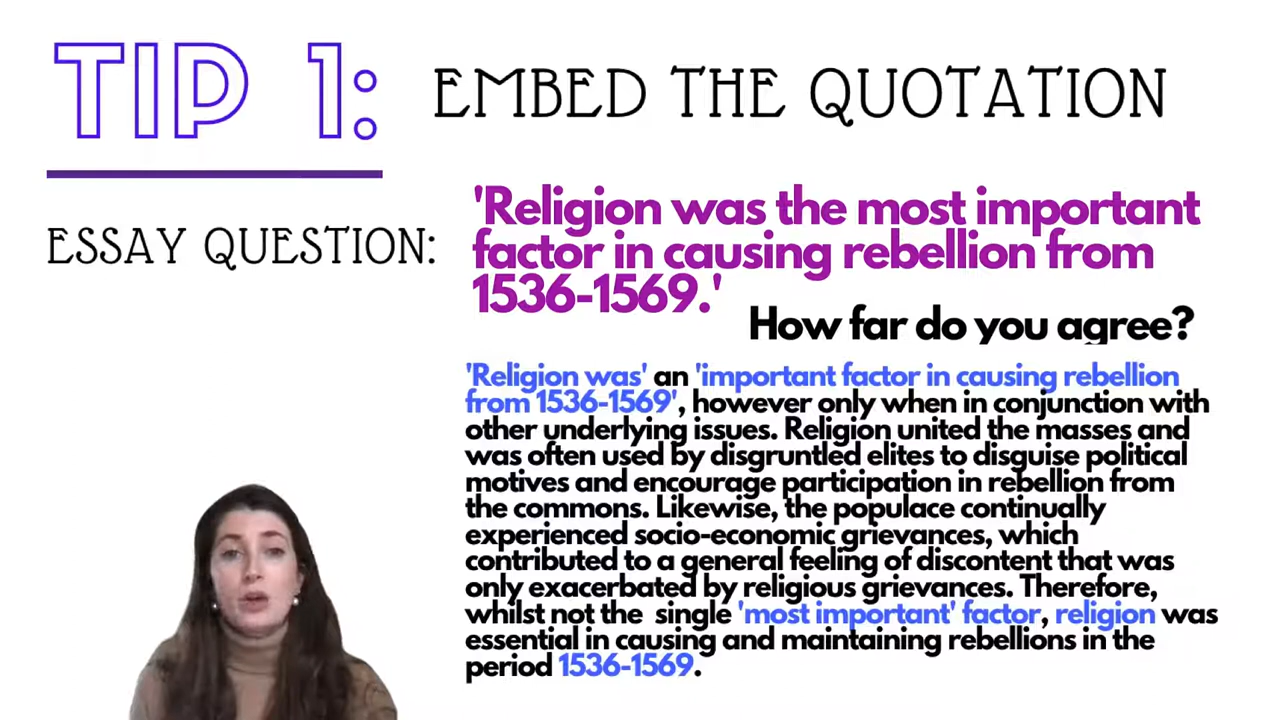 TIP 1:
EMBED THE QUOTATION
ESSAY QUESTION:
'Religion was the most important
factor in causing rebellion from
1536-1569.'
How far do you agree?
'Religion was' an 'important factor in causing rebellion
from 1536-1569', however only when in conjunction with
other underlying issues. Religion united the masses and
was often used by disgruntled elites to disguise political
motives and encourage participation in rebellion from
the commons. Likewise, the populace continually
experienced socio-economic grievances, which
contributed to a general feeling of discontent that was
only exacerbated by religious grievances. Therefore,
whilst not the single 'most important' factor, religion was
essential in causing and maintaining rebellions in the
period 1536-1569.